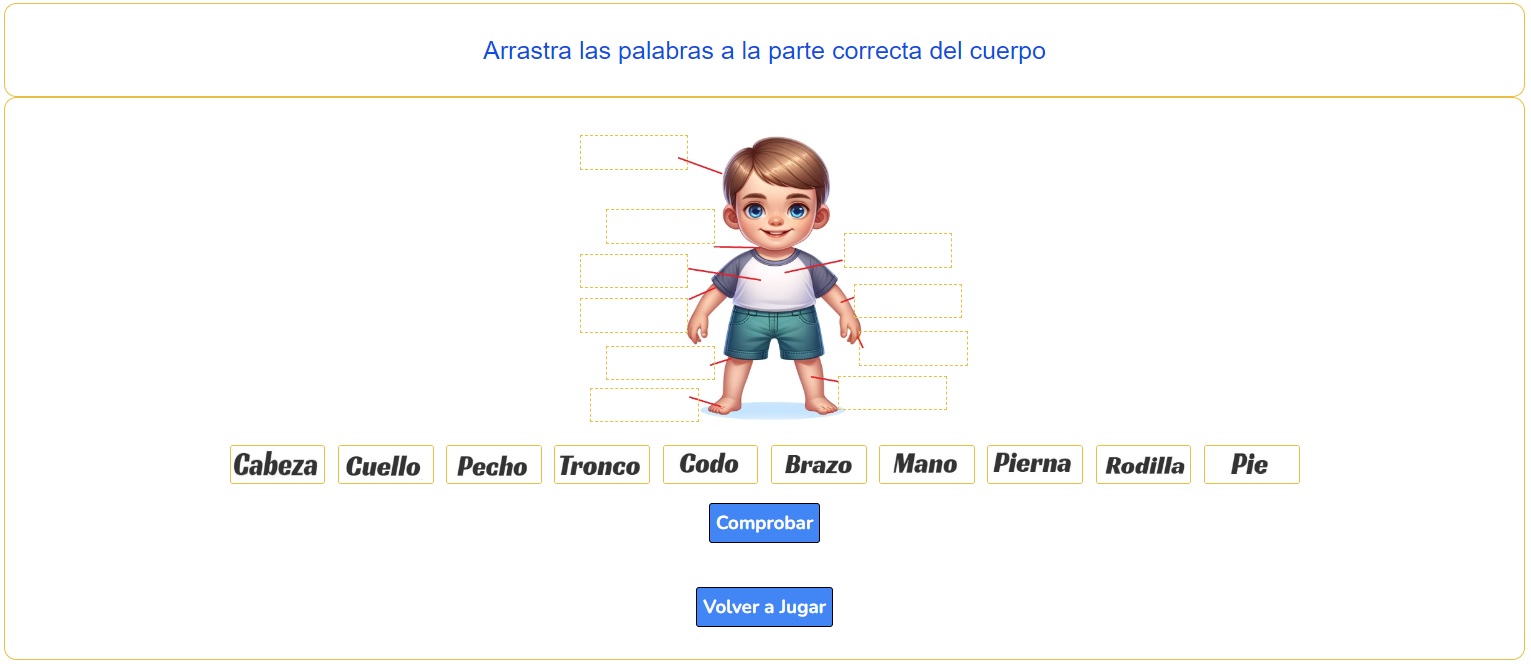 Arrastra las palabras a la parte correcta del cuerpo
Cabeza Cuello Pecho Tronco Codo Brazo Mano Pierna Rodilla Pie
Comprobar
Volver a Jugar